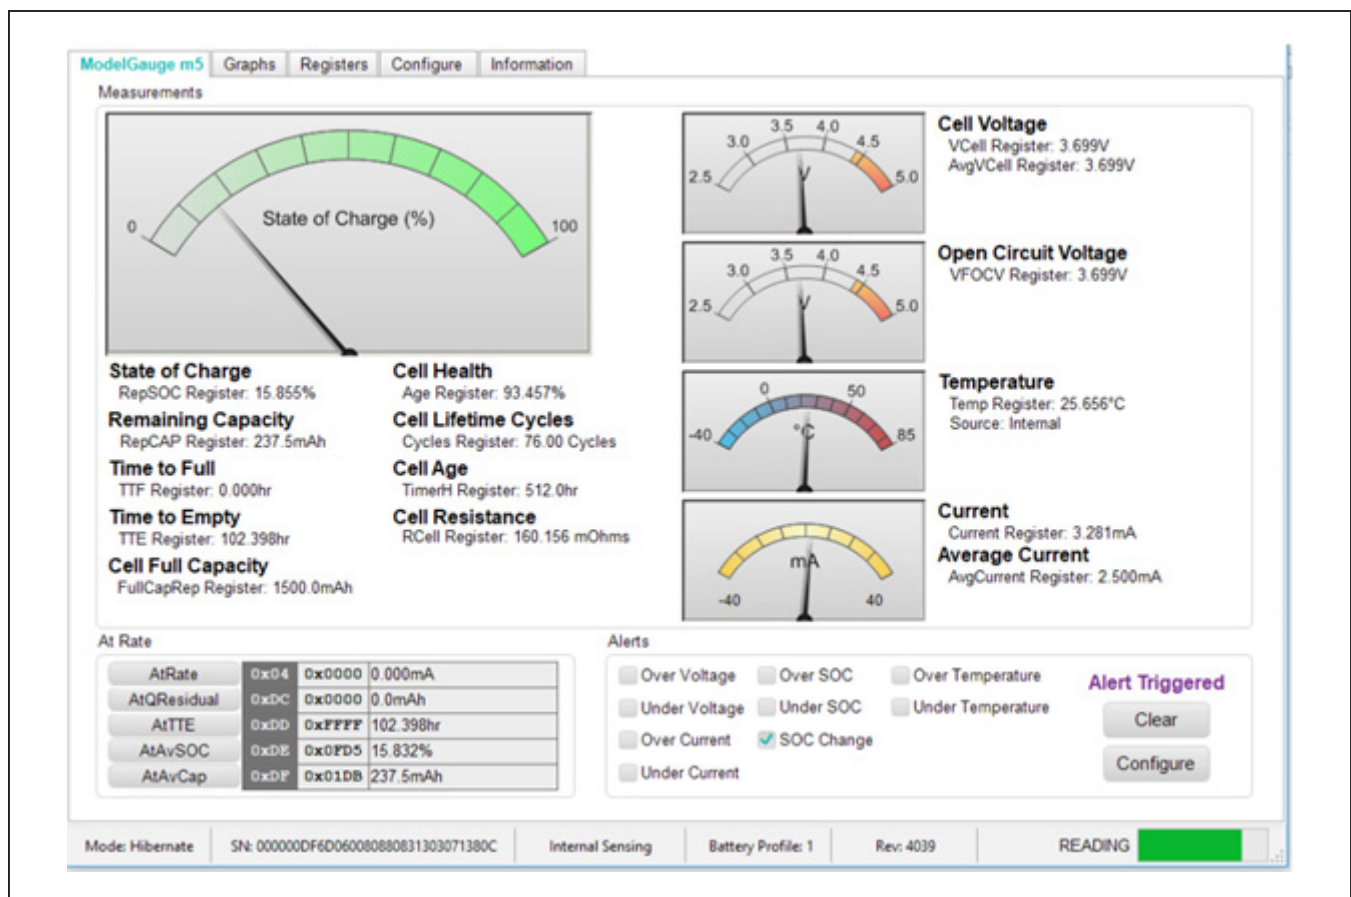 ModelGauge m5 Graphs Registers Configure Information
Measurements
0
State of Charge (%)
100
State of Charge
RepSOC Register: 15.855%
Remaining Capacity
RepCAP Register: 237.5mAh
Time to Full
TTF Register: 0.000hr
Time to Empty
TTE Register: 102.398hr
Cell Full Capacity
FullCapRep Register: 1500.0mAh
Cell Health
Age Register: 93.457%
Cell Lifetime Cycles
Cycles Register: 76.00 Cycles
Cell Age
TimerH Register: 512.0hr
Cell Resistance
RCell Register: 160.156 mOhms
2.5 3.0 3.5 4.0 4.5 5.0
V
Cell Voltage
VCell Register: 3.699V
AvgVCell Register: 3.699V
2.5 3.0 3.5 4.0 4.5 5.0
V
Open Circuit Voltage
VFOCV Register: 3.699V
-40 0 50 85
°C
Temperature
Temp Register: 25.656°C
Source: Internal
mA
-40 40
Current
Current Register: 3.281mA
Average Current
AvgCurrent Register: 2.500mA
At Rate
AtRate 0x04 0x0000 0.000mA
AtQResidual 0xDC 0x0000 0.0mAh
AtTTE 0xDD 0xFFFF 102.398hr
AtAvSOC 0xDE 0x0FD5 15.832%
AtAvCap 0xDF 0x01DB 237.5mAh
Alerts
Over Voltage Over SOC Over Temperature
Under Voltage Under SOC Under Temperature
Over Current SOC Change
Under Current
Alert Triggered
Clear
Configure
Mode: Hibernate SN: 000000DF6D060080880831303071380C Internal Sensing Battery Profile: 1 Rev: 4039 READING